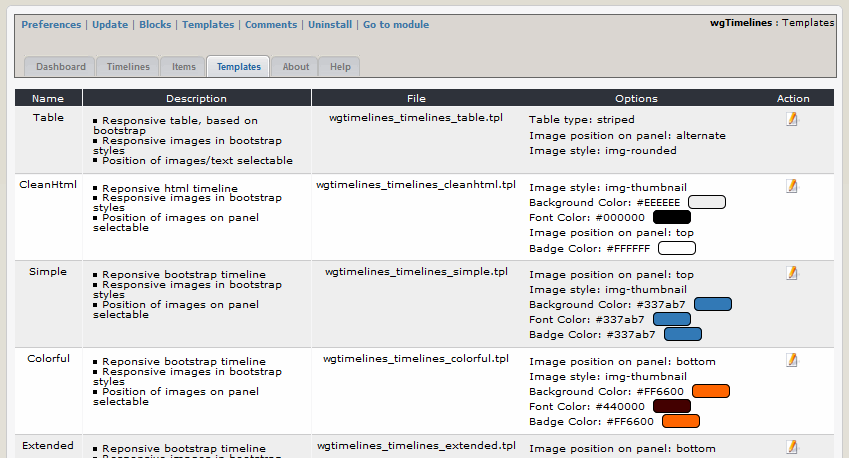 Preferences | Update | Blocks | Templates | Comments | Uninstall | Go to module
wgTimelines : Templates
Dashboard Timelines Items Templates About Help
Name Description File Options Action
Table
Responsive table, based on
bootstrap
Responsive images in bootstrap
styles
Position of images/text selectable
wgtimelines_timelines_table.tpl
Table type: striped
Image position on panel: alternate
Image style: img-rounded
CleanHtml
Reponsive html timeline
Responsive images in bootstrap
styles
Position of images on panel
selectable
wgtimelines_timelines_cleanhtml.tpl
Image style: img-thumbnail
Background Color: #EEEEEE
Font Color: #000000
Image position on panel: top
Badge Color: #FFFFFF
Simple
Reponsive bootstrap timeline
Responsive images in bootstrap
styles
Position of images on panel
selectable
wgtimelines_timelines_simple.tpl
Image position on panel: top
Image style: img-thumbnail
Background Color: #337ab7
Font Color: #337ab7
Badge Color: #337ab7
Colorful
Reponsive bootstrap timeline
Responsive images in bootstrap
styles
Position of images on panel
selectable
wgtimelines_timelines_colorful.tpl
Image position on panel: bottom
Image style: img-thumbnail
Background Color: #FF6600
Font Color: #440000
Badge Color: #FF6600
Extended
Reponsive bootstrap timeline
Responsive images in bootstrap
wgtimelines_timelines_extended.tpl
Image position on panel: bottom